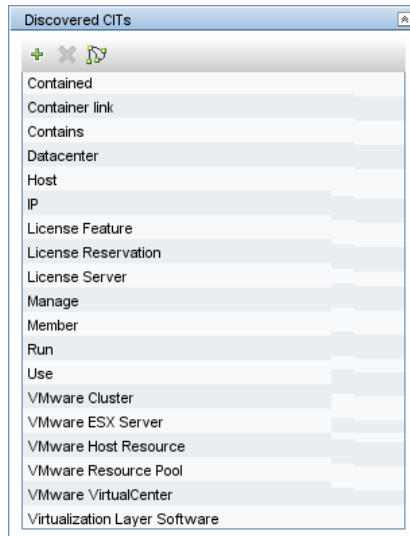 Discovered CITs
Contained
Container link
Contains
Datacenter
Host
IP
License Feature
License Reservation
License Server
Manage
Member
Run
Use
VMware Cluster
VMware ESX Server
VMware Host Resource
VMware Resource Pool
VMware VirtualCenter
Virtualization Layer Software